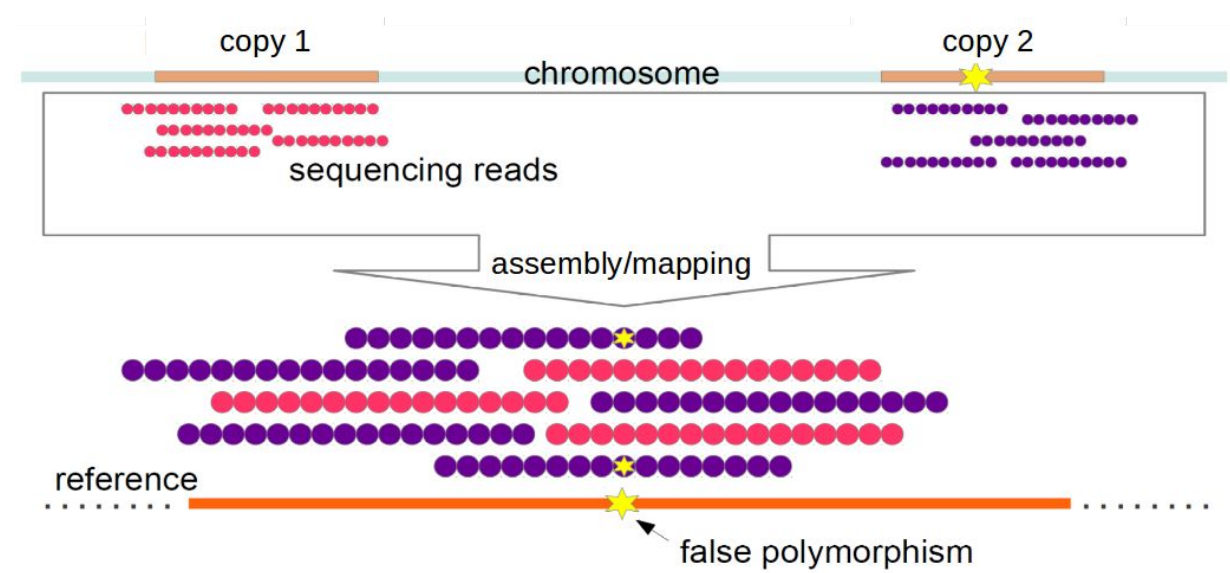 copy 1
copy 2
chromosome
sequencing reads
assembly/mapping
reference
false polymorphism